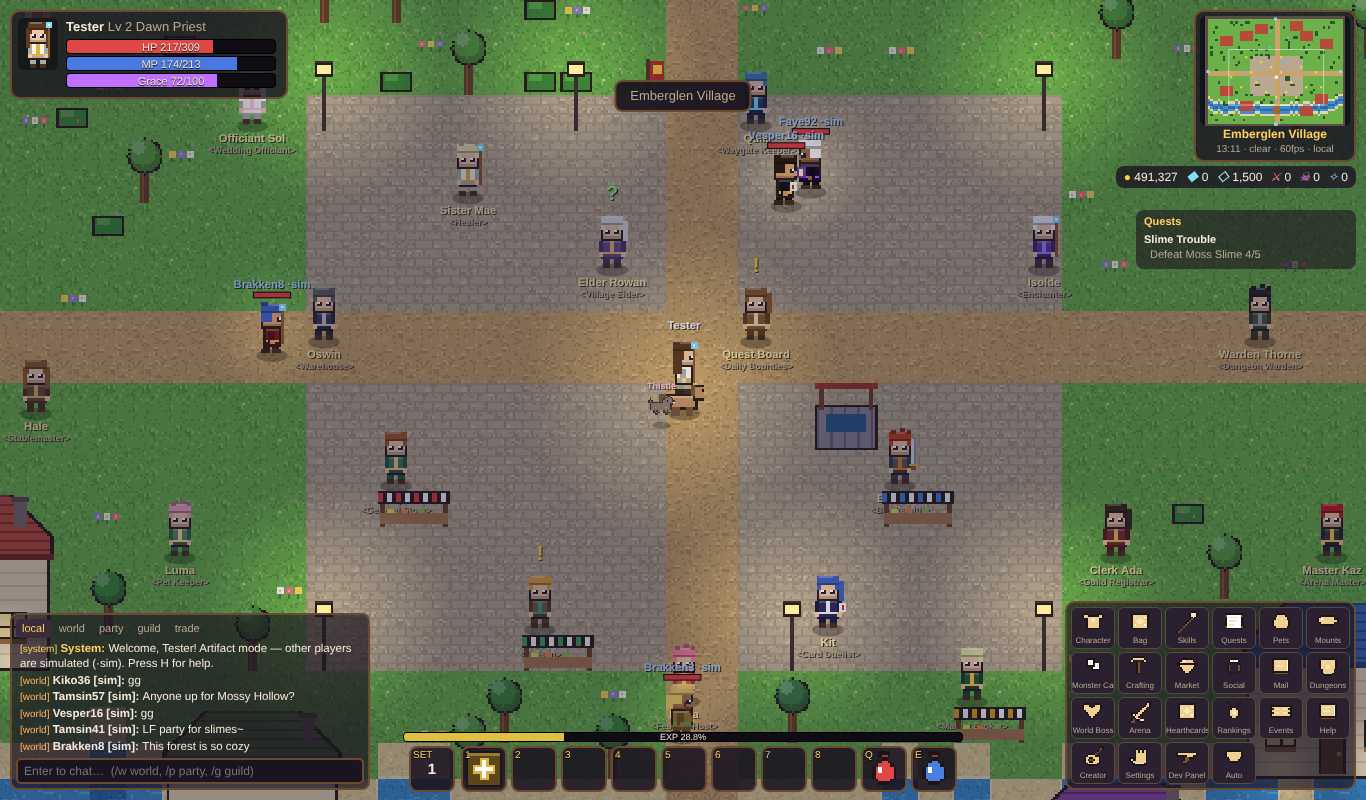 Tester Lv 2 Dawn Priest
HP 217/309
MP 174/213
Grace 72/100
Emberglen Village
Emberglen Village
13:11 · clear · 60fps · local
491,327 0 1,500 0 0 0
Quests
Slime Trouble
Defeat Moss Slime 4/5
Officiant Sol
<Wedding Officiant>
Sister Mae
<Healer>
?
Elder Rowan
<Village Elder>
Faye92 ·sim
Vesper16 ·sim
<Waygate Keeper>
!
Isolde
<Enchanter>
Brakken8 ·sim
Oswin
<Warehouse>
Tester
Thistle
Quest Board
<Daily Bounties>
Warden Thorne
<Dungeon Warden>
Hale
<Stablemaster>
Luma
<Pet Keeper>
!
Kit
<Card Duelist>
Clerk Ada
<Guild Registrar>
Master Kaz
<Arena Master>
Brakken3 ·sim
local world party guild trade
[system] System: Welcome, Tester! Artifact mode — other players
are simulated (·sim). Press H for help.
[world] Kiko36 [sim]: gg
[world] Tamsin57 [sim]: Anyone up for Mossy Hollow?
[world] Vesper16 [sim]: gg
[world] Tamsin41 [sim]: LF party for slimes~
[world] Brakken8 [sim]: This forest is so cozy
Enter to chat… (/w world, /p party, /g guild)
EXP 28.8%
SET 1
1 2 3 4 5 6 7 8 Q E
Character Bag Skills Quests Pets Mounts
Monster Ca Crafting Market Social Mail Dungeons
World Boss Arena Hearthcards Rankings Events Help
Creator Settings Dev Panel Auto